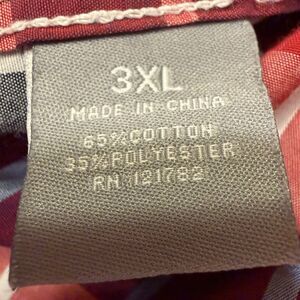 3XL
MADE IN CHINA
65% COTTON
35% POLYESTER
RN 121782